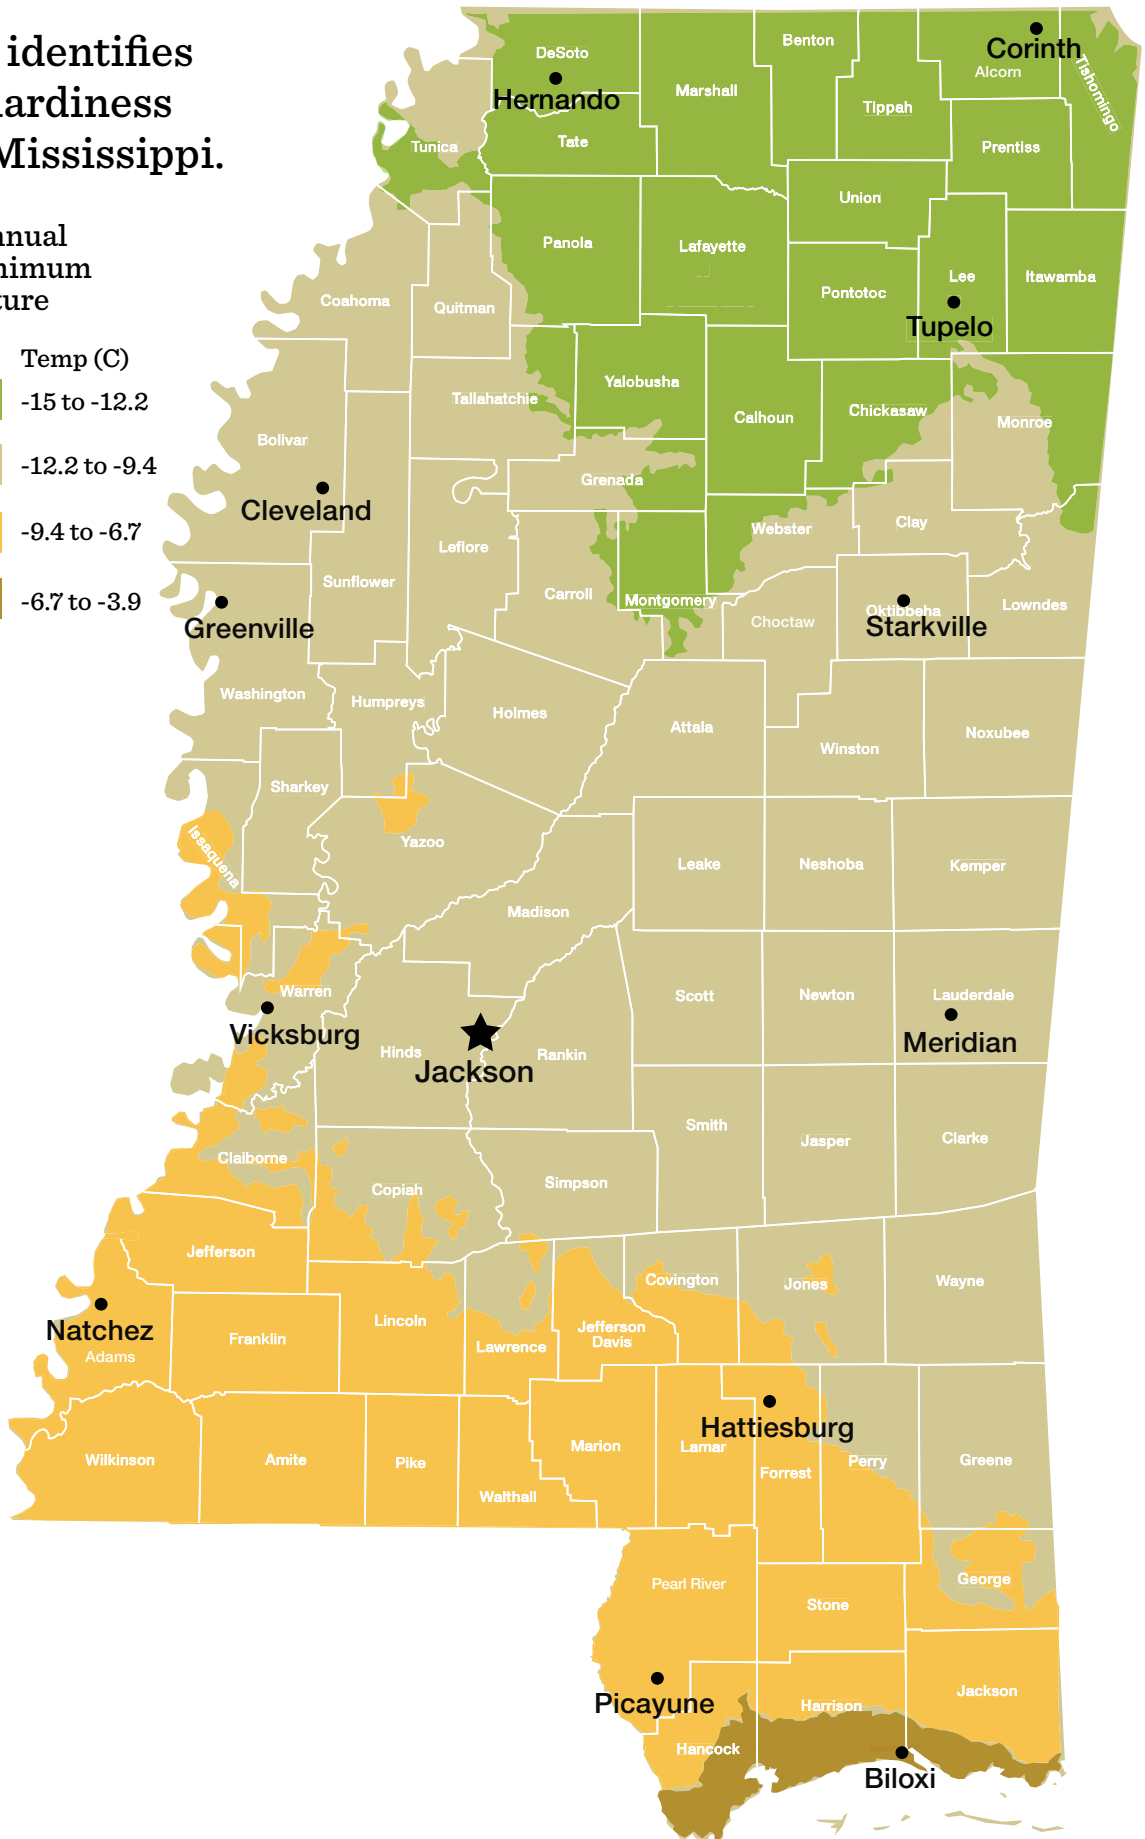 identifies
ardiness
Mississippi.
nnual
nimum
ture
Temp (C)
-15 to -12.2
-12.2 to -9.4
-9.4 to -6.7
-6.7 to -3.9
DeSoto
Hernando
Marshall
Benton
Tippah
Corinth
Alcorn
Tishomingo
Tunica
Tate
Prentiss
Union
Panola
Lafayette
Pontotoc
Lee
Itawamba
Tupelo
Coahoma
Quitman
Yalobusha
Tallahatchie
Calhoun
Chickasaw
Monroe
Bolivar
Cleveland
Grenada
Webster
Clay
Leflore
Sunflower
Carroll
Montgomery
Choctaw
Oktibbeha
Starkville
Lowndes
Greenville
Washington
Humpreys
Holmes
Attala
Winston
Noxubee
Sharkey
Issaquena
Yazoo
Leake
Neshoba
Kemper
Madison
Warren
Vicksburg
Scott
Newton
Lauderdale
Meridian
Hinds
Jackson
Rankin
Smith
Jasper
Clarke
Claiborne
Copiah
Simpson
Jefferson
Covington
Jones
Wayne
Natchez
Adams
Franklin
Lincoln
Lawrence
Jefferson
Davis
Hattiesburg
Wilkinson
Amite
Pike
Walthall
Marion
Lamar
Forrest
Perry
Greene
Pearl River
Stone
George
Picayune
Harrison
Jackson
Hancock
Biloxi